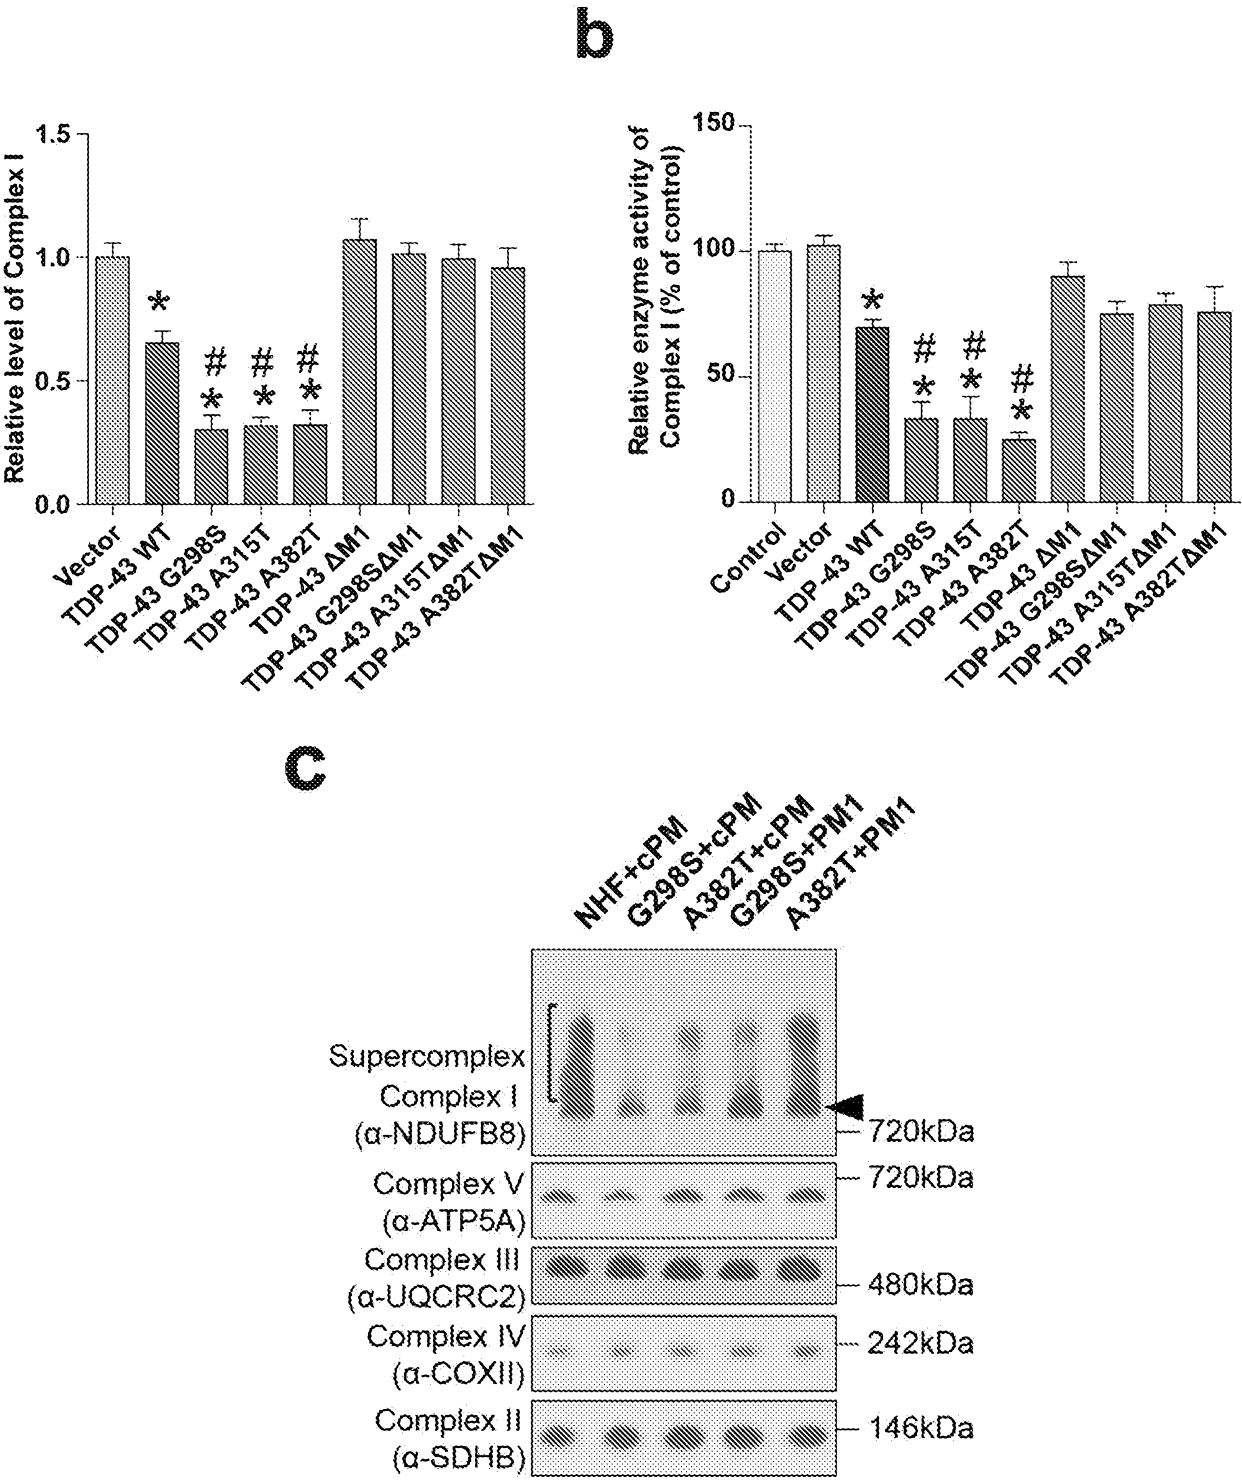 b
Relative level of Complex I
1.5
1.0
0.5
0.0
*
#
*
#
*
#
*
Vector
TDP-43 WT
TDP-43 G298S
TDP-43 A315T
TDP-43 A382T
TDP-43 ΔM1
TDP-43 G298SΔM1
TDP-43 A315TΔM1
TDP-43 A382TΔM1
Relative enzyme activity of
Complex I (% of control)
150
100
50
0
*
#
*
#
*
#
*
Control
Vector
TDP-43 WT
TDP-43 G298S
TDP-43 A315T
TDP-43 A382T
TDP-43 ΔM1
TDP-43 G298SΔM1
TDP-43 A315TΔM1
TDP-43 A382TΔM1
c
NHF+cPM
G298S+cPM
A382T+cPM
G298S+PM1
A382T+PM1
Supercomplex
Complex I
(α-NDUFB8)
720kDa
Complex V
(α-ATP5A)
720kDa
Complex III
(α-UQCRC2)
480kDa
Complex IV
(α-COXII)
242kDa
Complex II
(α-SDHB)
146kDa